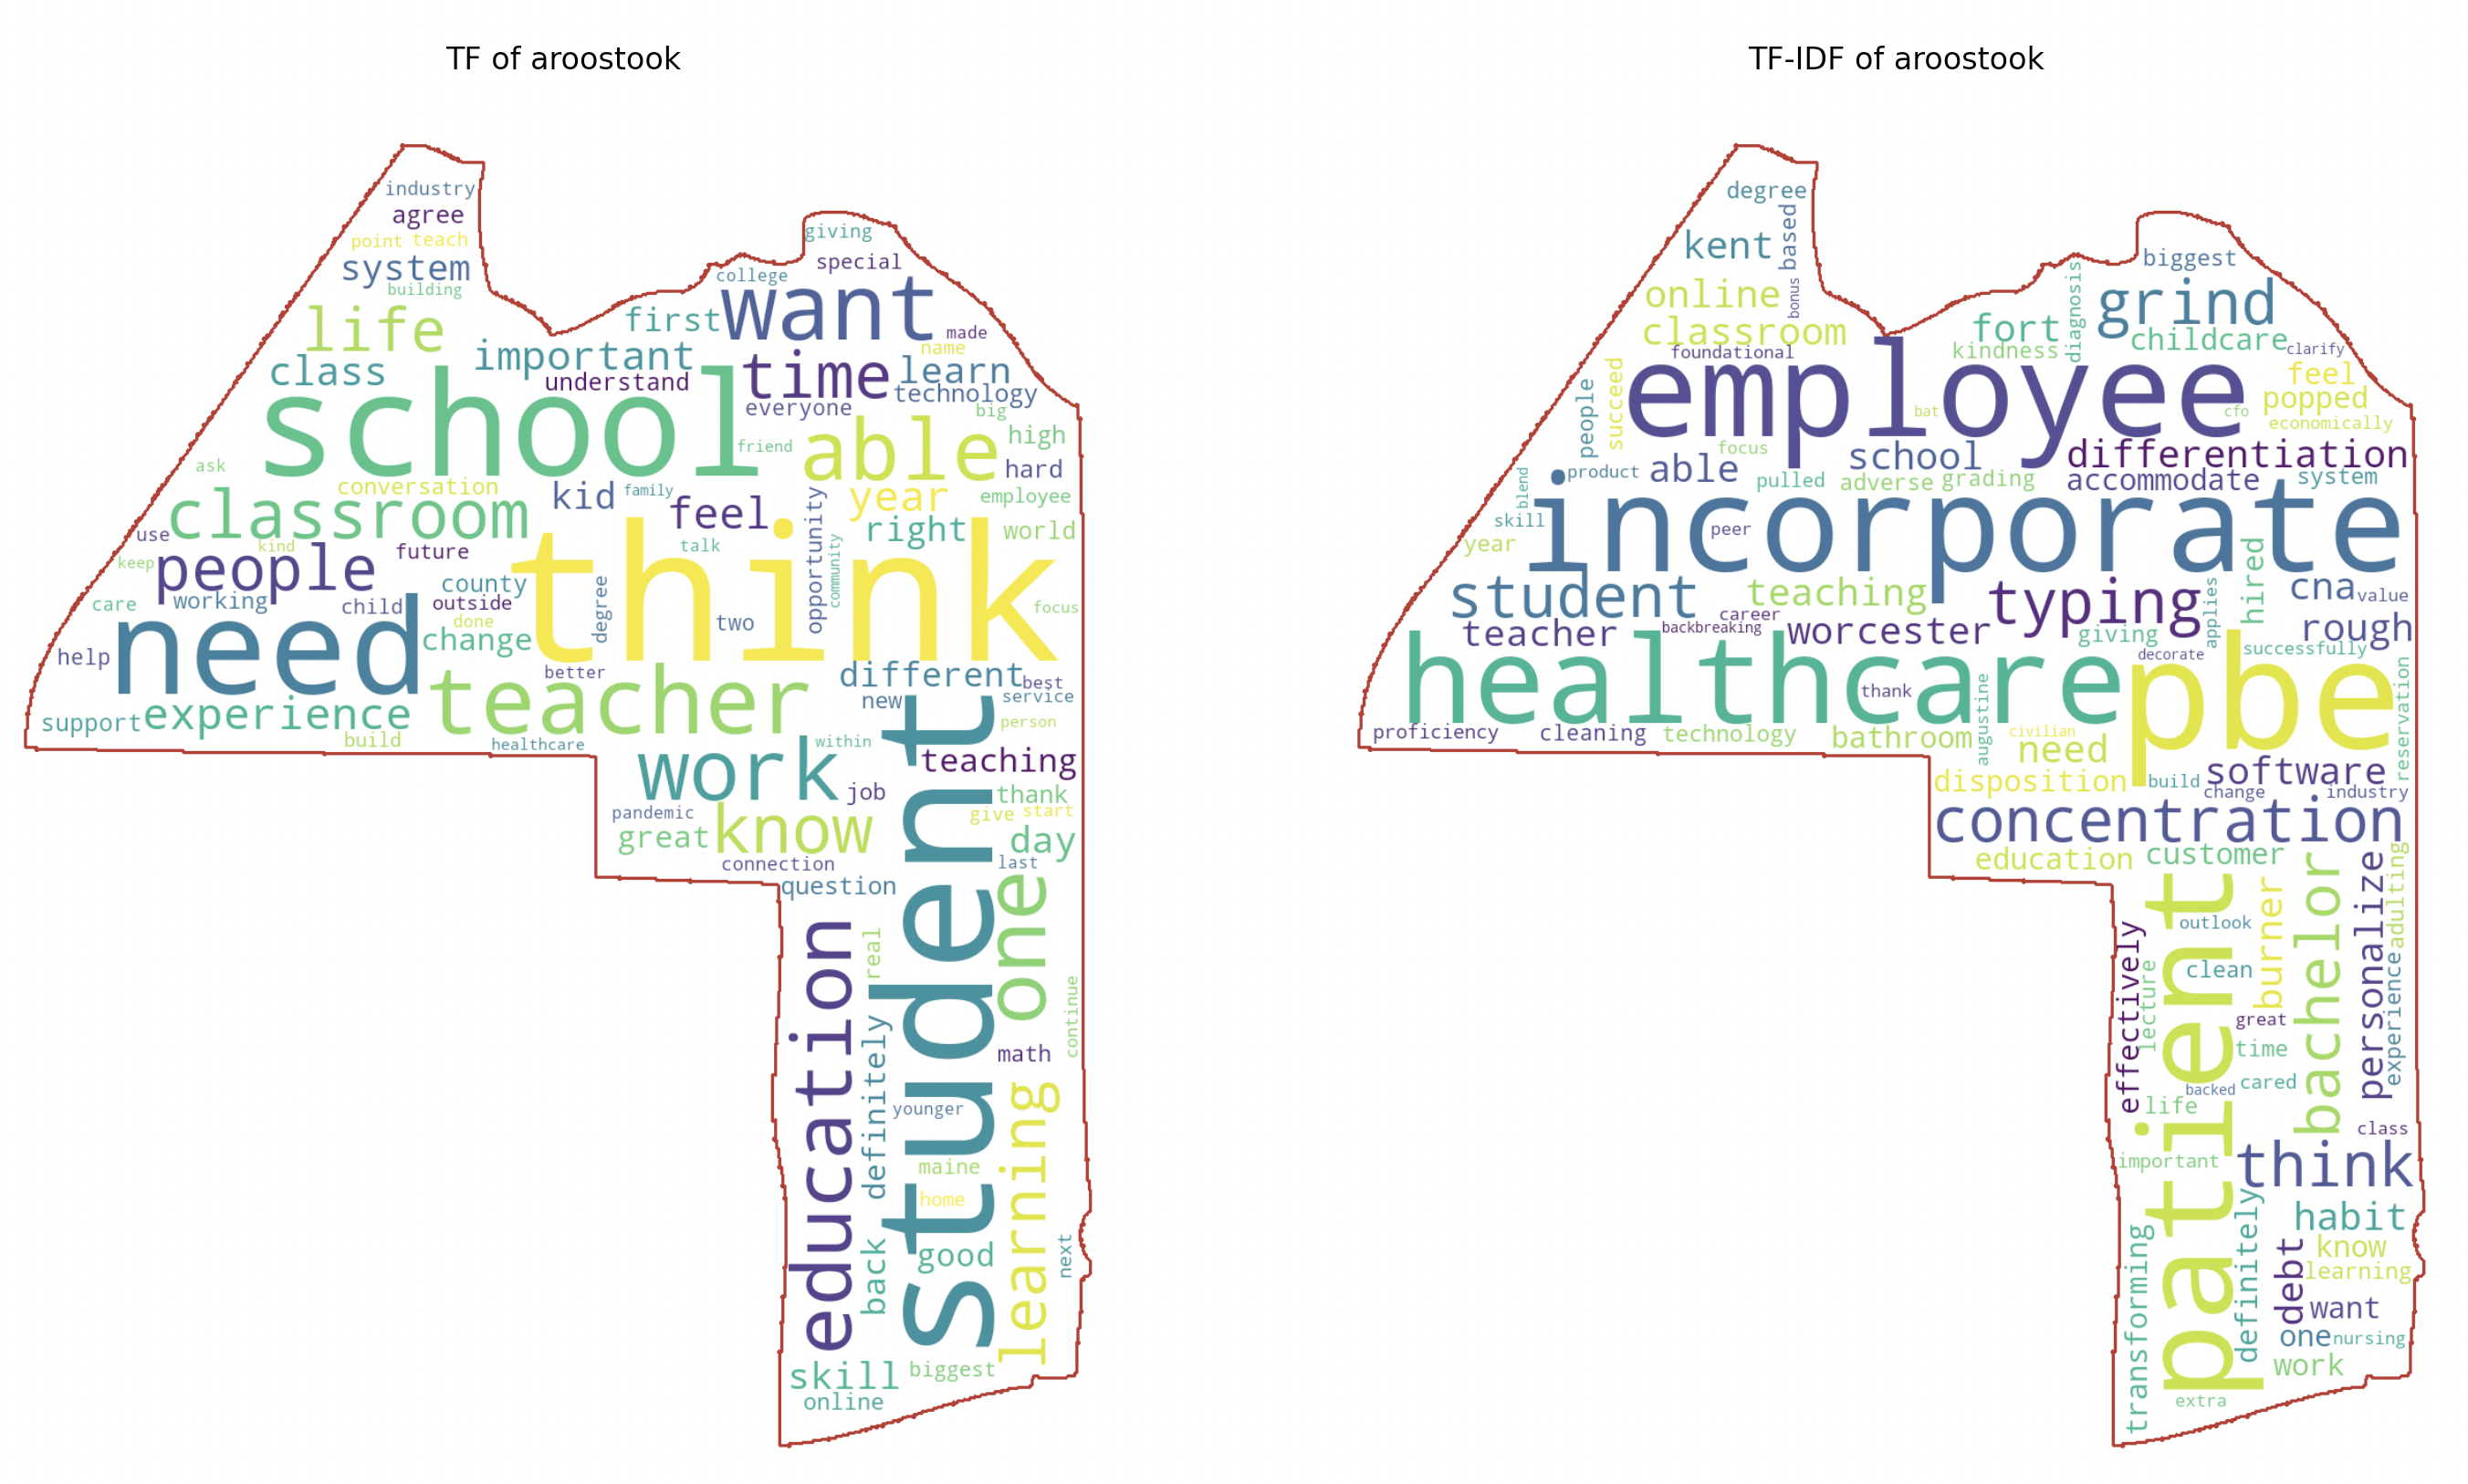 TF of aroostook
industry
agree
point teach
system
building
life
giving
special
college
want
first
made
name
important
class
understand
time
learn
technology
everyone
big
school
friend
able
high
hard
ask
conversation
kid
family
feel
year
employee
classroom
use
kind
future
talk
opportunity
community
right
world
keep
people
county
think
care
working
child
outside
done
degree
two
focus
change
need
help
better
different
best
teacher
new
service
person
support
experience
build
healthcare
work
within
teaching
job
thank
pandemic
give
start
great
know
day
connection
last
question
student
one
education
real
definitely
continue
math
learning
younger
maine
home
back
good
next
skill
biggest
online
TF-IDF of aroostook
degree
based
kent
bonus
online
classroom
foundational
biggest
diagnosis
grind
fort
childcare
kindness
clarify
people
succeed
employee
feel
popped
bat
cfo
economically
focus
school
differentiation
blend
product
able
pulled
adverse
grading
accommodate
system
skill
incorporate
peer
year
hired
student
teaching
typing
applies
cna
value
career
teacher
backbreaking
worcester
giving
rough
successfully
decorate
healthcare
pbe
thank
reservation
proficiency
cleaning
technology
bathroom
augustine
civilian
need
disposition
build
software
change
industry
concentration
education
customer
patient
outlook
burner
bachelor
personalize
adulting
effectively
lecture
clean
experience
great
time
backed
cared
life
class
important
think
transforming
definitely
habit
debt
know
learning
want
one
nursing
work
extra